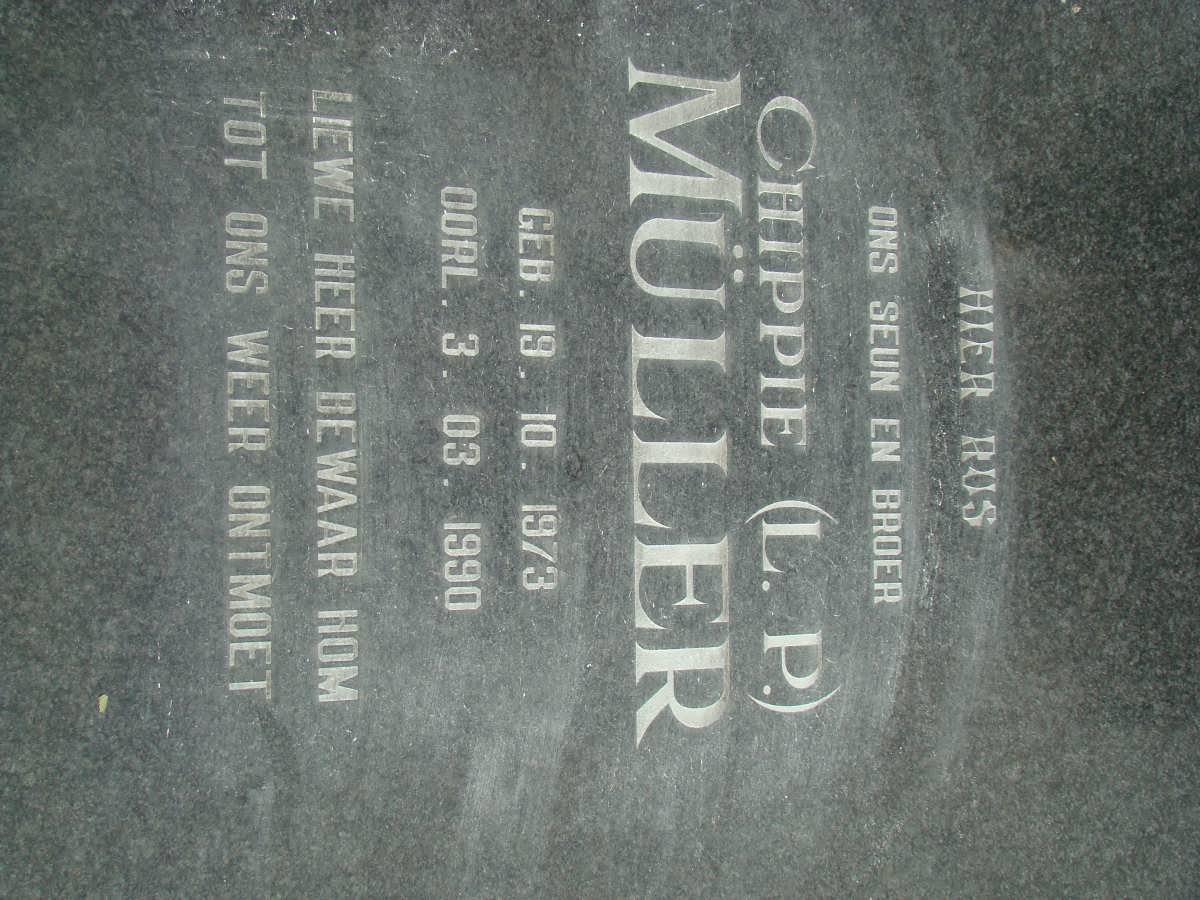 HIER RUS
ONS SEUN EN BROER
CHIPPIE (L. P.)
MÜLLER
GEB. 19. 10. 1973
OORL. 3. 03. 1990
LIEWE HEER BEWAAR HOM
TOT ONS WEER ONTMOET